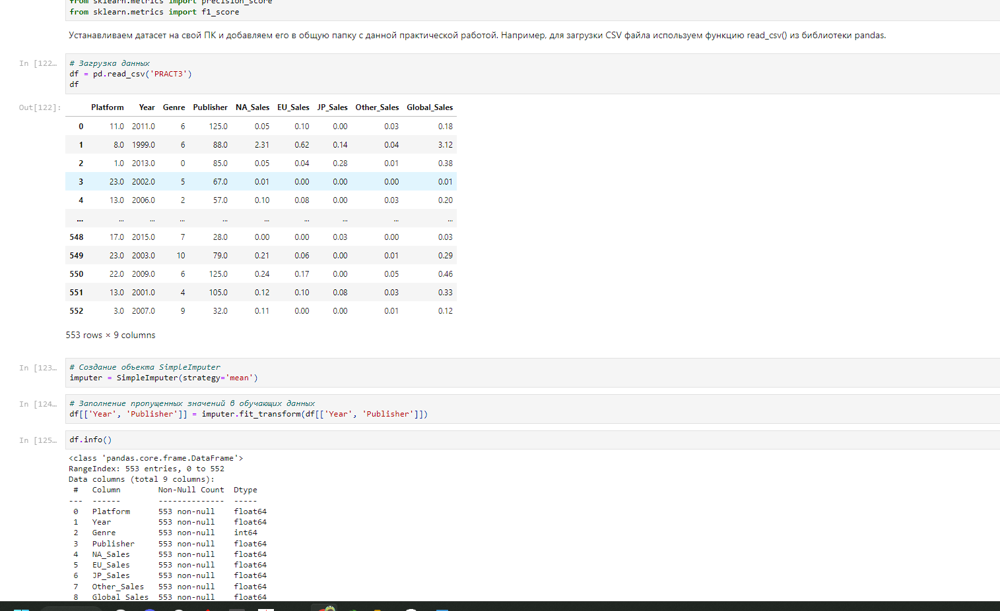 from sklearn.metrics import precision_score
from sklearn.metrics import f1_score
Устанавливаем датасет на свой ПК и добавляем его в общую папку с данной практической работой. Например, для загрузки CSV файла используем функцию read_csv() из библиотеки pandas.
In [122…
# Загрузка данных
df = pd.read_csv('PRACT3')
df
Out[122]:
Platform Year Genre Publisher NA_Sales EU_Sales JP_Sales Other_Sales Global_Sales
0 11.0 2011.0 6 125.0 0.05 0.10 0.00 0.03 0.18
1 8.0 1999.0 6 88.0 2.31 0.62 0.14 0.04 3.12
2 1.0 2013.0 0 85.0 0.05 0.04 0.28 0.01 0.38
3 23.0 2002.0 5 67.0 0.01 0.00 0.00 0.00 0.01
4 13.0 2006.0 2 57.0 0.10 0.08 0.00 0.03 0.20
... ... ... ... ... ... ... ... ... ...
548 17.0 2015.0 7 28.0 0.00 0.00 0.03 0.00 0.03
549 23.0 2003.0 10 79.0 0.21 0.06 0.00 0.01 0.29
550 22.0 2009.0 6 125.0 0.24 0.17 0.00 0.05 0.46
551 13.0 2001.0 4 105.0 0.12 0.10 0.08 0.03 0.33
552 3.0 2007.0 9 32.0 0.11 0.00 0.00 0.01 0.12
553 rows × 9 columns
In [123…
# Создание объекта SimpleImputer
imputer = SimpleImputer(strategy='mean')
In [124…
# Заполнение пропущенных значений в обучающих данных
df[['Year', 'Publisher']] = imputer.fit_transform(df[['Year', 'Publisher']])
In [125…
df.info()
<class 'pandas.core.frame.DataFrame'>
RangeIndex: 553 entries, 0 to 552
Data columns (total 9 columns):
# Column Non-Null Count Dtype
--- ------ -------------- -----
0 Platform 553 non-null float64
1 Year 553 non-null float64
2 Genre 553 non-null int64
3 Publisher 553 non-null float64
4 NA_Sales 553 non-null float64
5 EU_Sales 553 non-null float64
6 JP_Sales 553 non-null float64
7 Other_Sales 553 non-null float64
8 Global_Sales 553 non-null float64